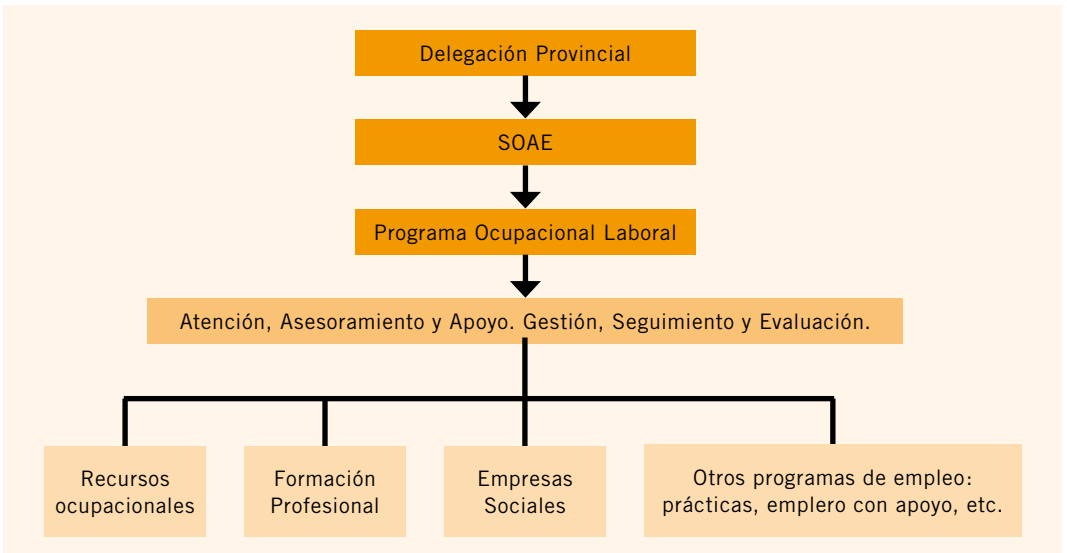 Delegación Provincial
SOAE
Programa Ocupacional Laboral
Atención, Asesoramiento y Apoyo. Gestión, Seguimiento y Evaluación.
Recursos
ocupacionales
Formación
Profesional
Empresas
Sociales
Otros programas de empleo:
prácticas, emplero con apoyo, etc.